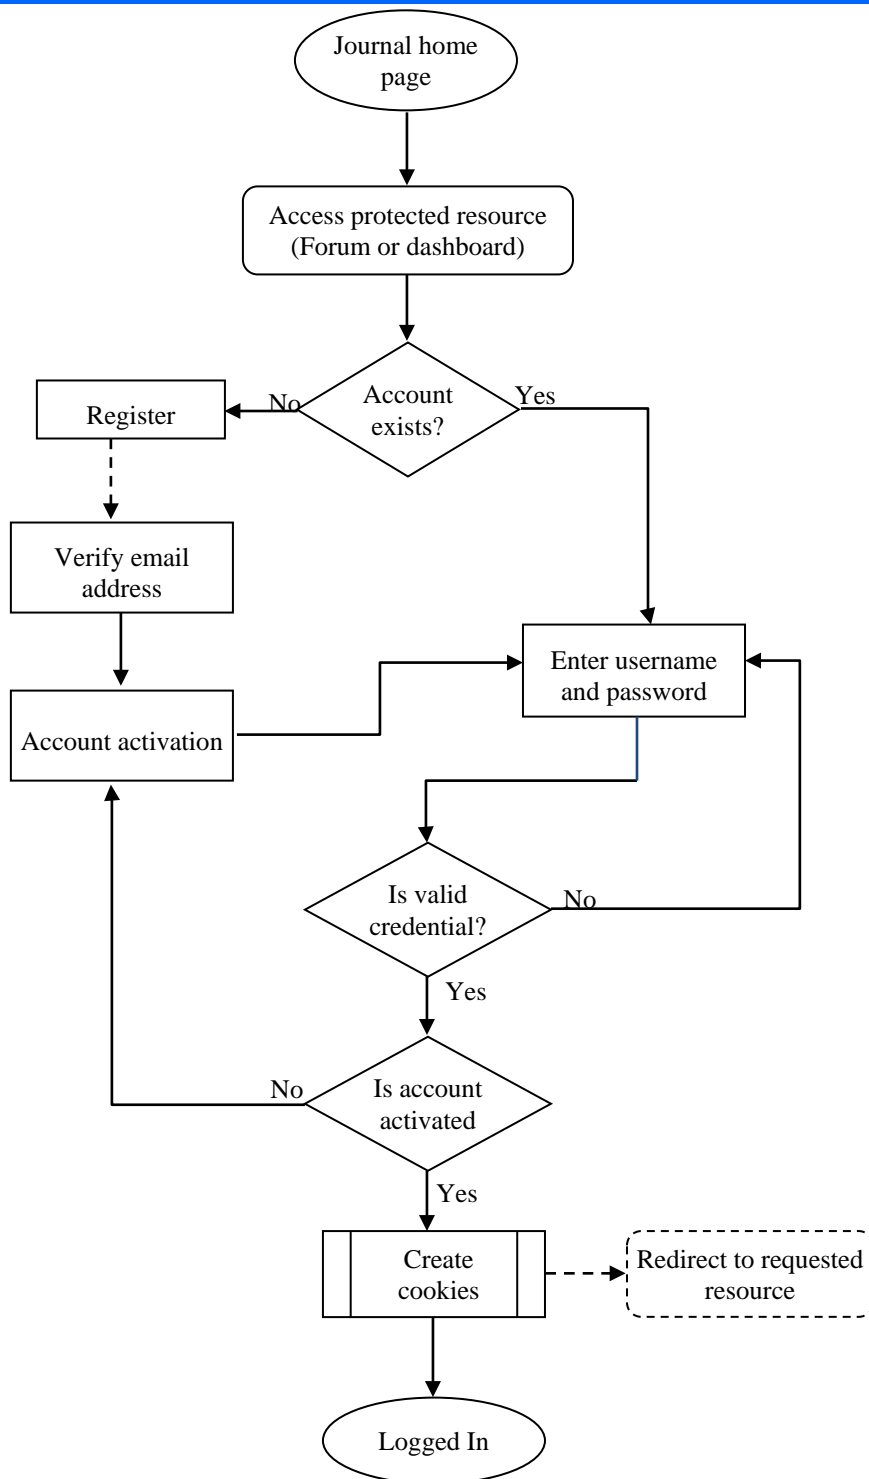 Journal home
page
Access protected resource
(Forum or dashboard)
Account
exists?
No
Yes
Register
Verify email
address
Enter username
and password
Account activation
Is valid
credential?
No
Yes
Is account
activated
No
Yes
Create
cookies
Redirect to requested
resource
Logged In